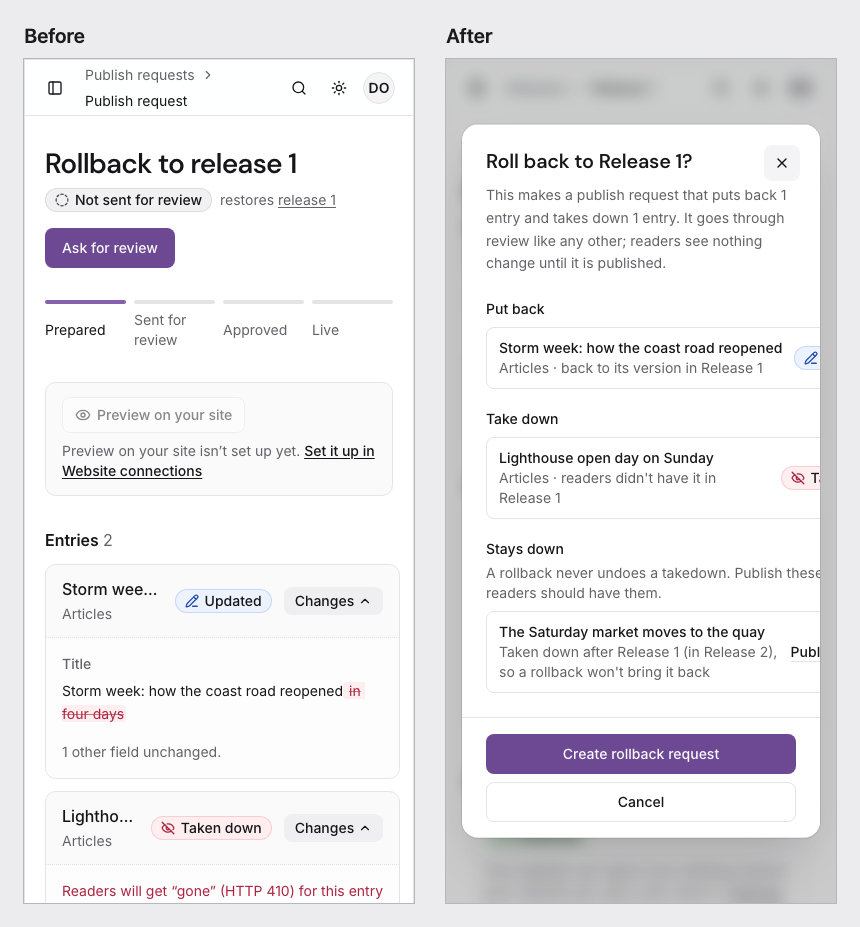 Before
Publish requests
Publish request
DO
Rollback to release 1
Not sent for review
restores release 1
Ask for review
Prepared
Sent for
review
Approved
Live
Preview on your site
Preview on your site isn’t set up yet. Set it up in
Website connections
Entries 2
Storm wee...
Articles
Updated
Changes
Title
Storm week: how the coast road reopened in
four days
1 other field unchanged.
Lightho...
Articles
Taken down
Changes
Readers will get “gone” (HTTP 410) for this entry
After
Roll back to Release 1?
This makes a publish request that puts back 1
entry and takes down 1 entry. It goes through
review like any other; readers see nothing
change until it is published.
Put back
Storm week: how the coast road reopened
Articles · back to its version in Release 1
Take down
Lighthouse open day on Sunday
Articles · readers didn't have it in
Release 1
Stays down
A rollback never undoes a takedown. Publish these
readers should have them.
The Saturday market moves to the quay
Taken down after Release 1 (in Release 2),
so a rollback won't bring it back
Publ
Create rollback request
Cancel